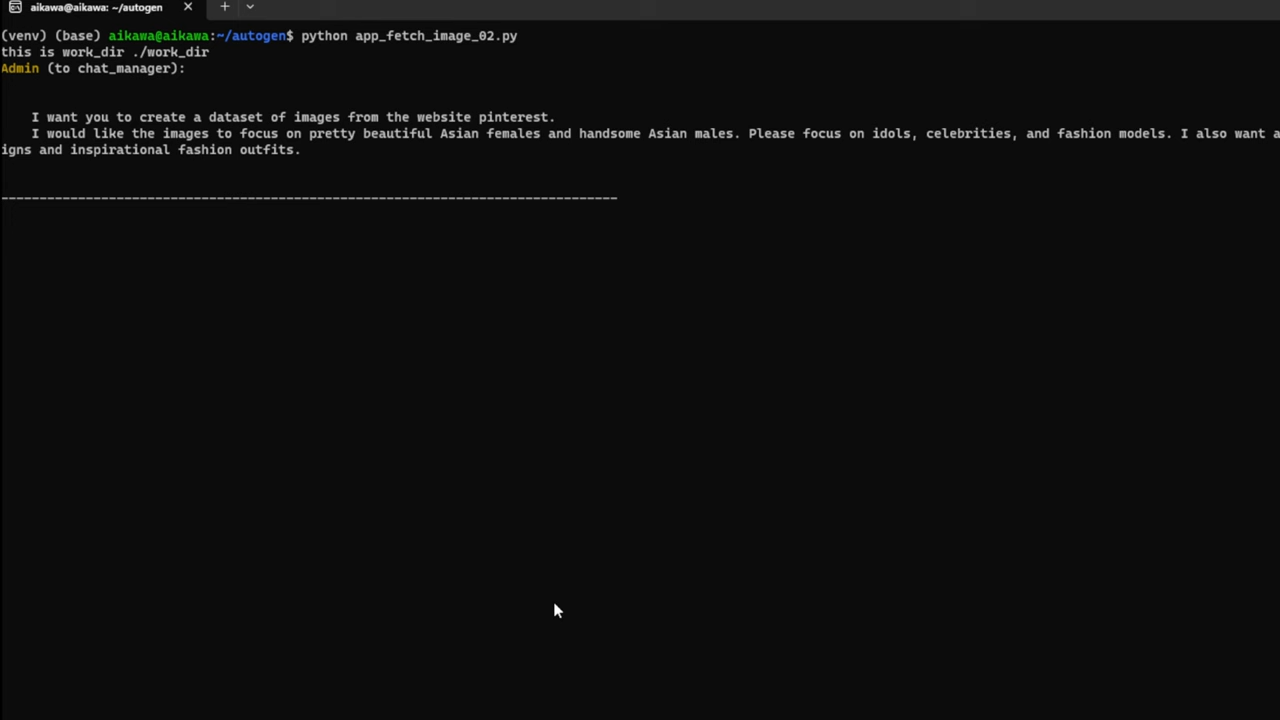 aikawa@aikawa: ~/autogen
(venv) (base) aikawa@aikawa:~/autogen$ python app_fetch_image_02.py
this is work_dir ./work_dir
Admin (to chat_manager):
I want you to create a dataset of images from the website pinterest.
I would like the images to focus on pretty beautiful Asian females and handsome Asian males. Please focus on idols, celebrities, and fashion models. I also want a
igns and inspirational fashion outfits.
--------------------------------------------------------------------------------